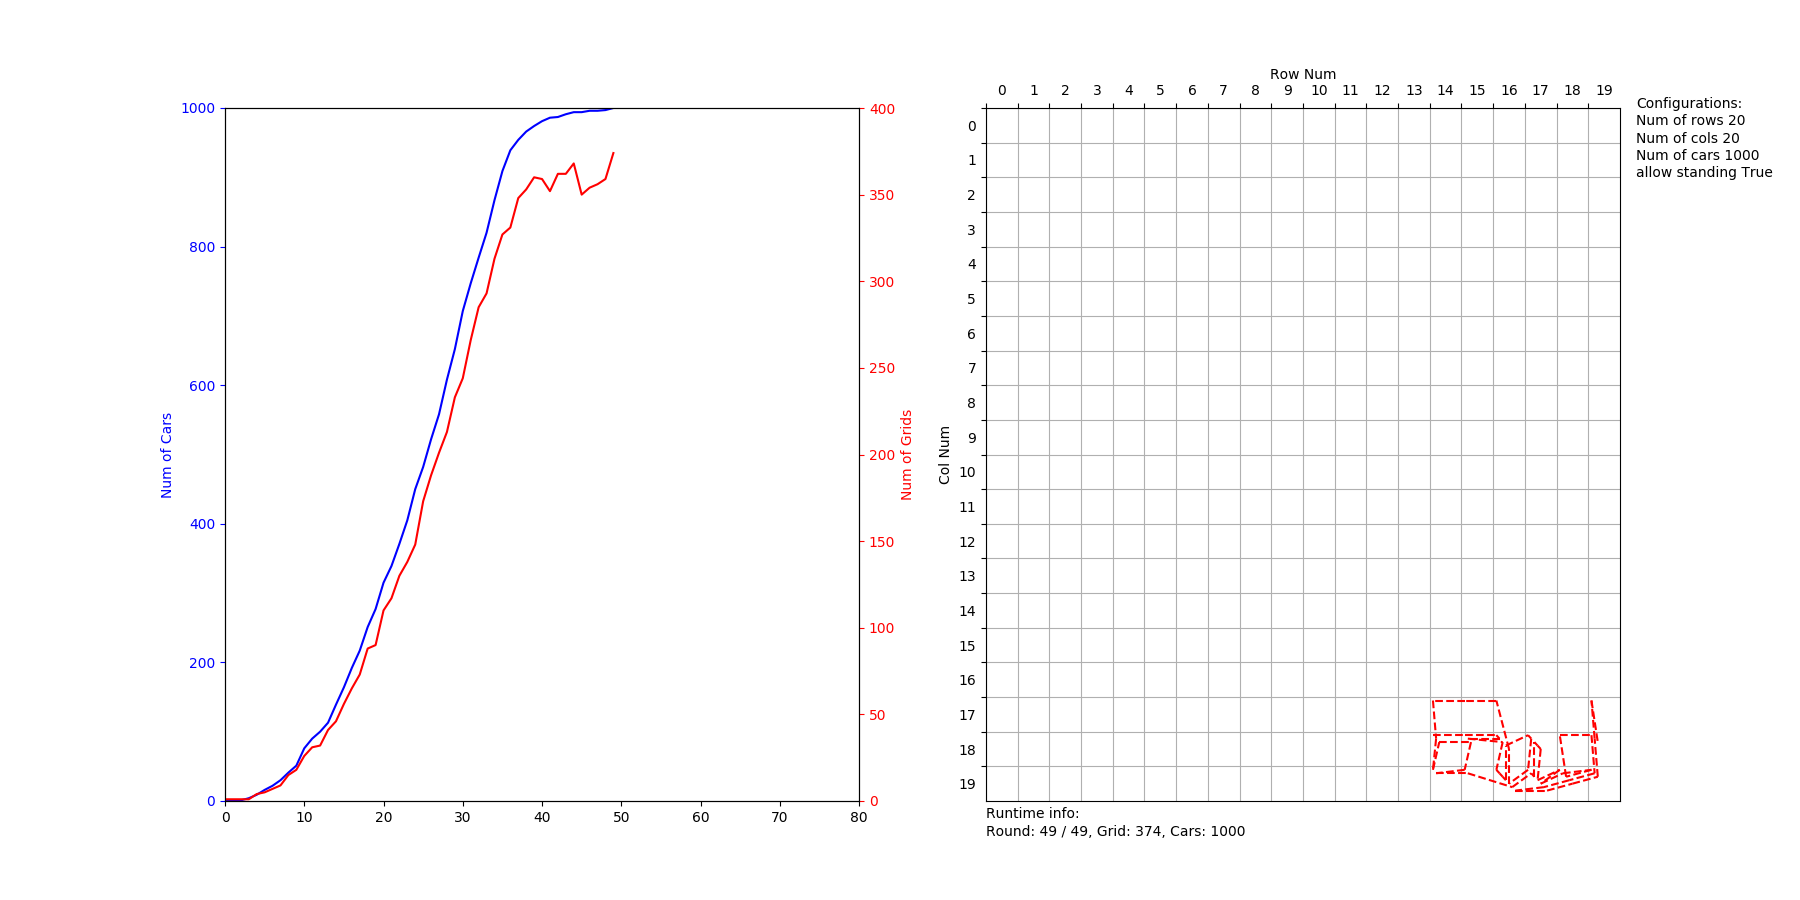 Num of Cars
1000
800
600
400
200
0
0 10 20 30 40 50 60 70 80
400
350
300
250
200
150
100
50
0
Num of Grids
Row Num
0 1 2 3 4 5 6 7 8 9 10 11 12 13 14 15 16 17 18 19
Col Num
0
1
2
3
4
5
6
7
8
9
10
11
12
13
14
15
16
17
18
19
Configurations:
Num of rows 20
Num of cols 20
Num of cars 1000
allow standing True
Runtime info:
Round: 49 / 49, Grid: 374, Cars: 1000